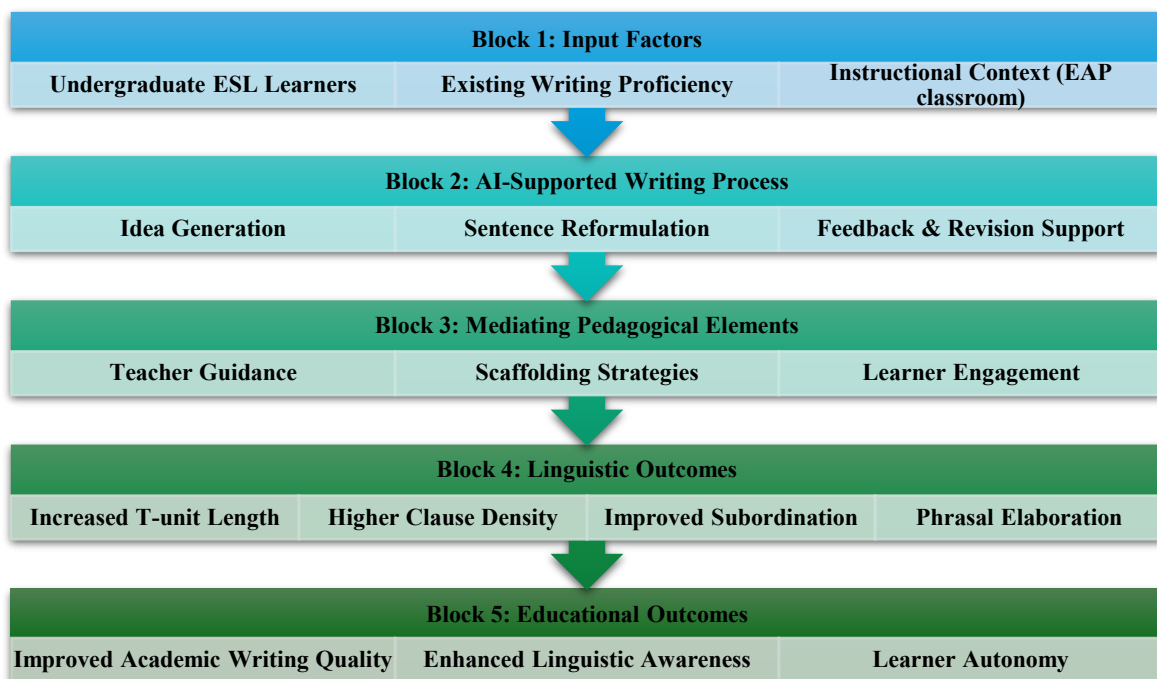 Block 1: Input Factors
Undergraduate ESL Learners
Existing Writing Proficiency
Instructional Context (EAP
classroom)
Block 2: AI-Supported Writing Process
Idea Generation
Sentence Reformulation
Feedback & Revision Support
Block 3: Mediating Pedagogical Elements
Teacher Guidance
Scaffolding Strategies
Learner Engagement
Block 4: Linguistic Outcomes
Increased T-unit Length
Higher Clause Density
Improved Subordination
Phrasal Elaboration
Block 5: Educational Outcomes
Improved Academic Writing Quality
Enhanced Linguistic Awareness
Learner Autonomy